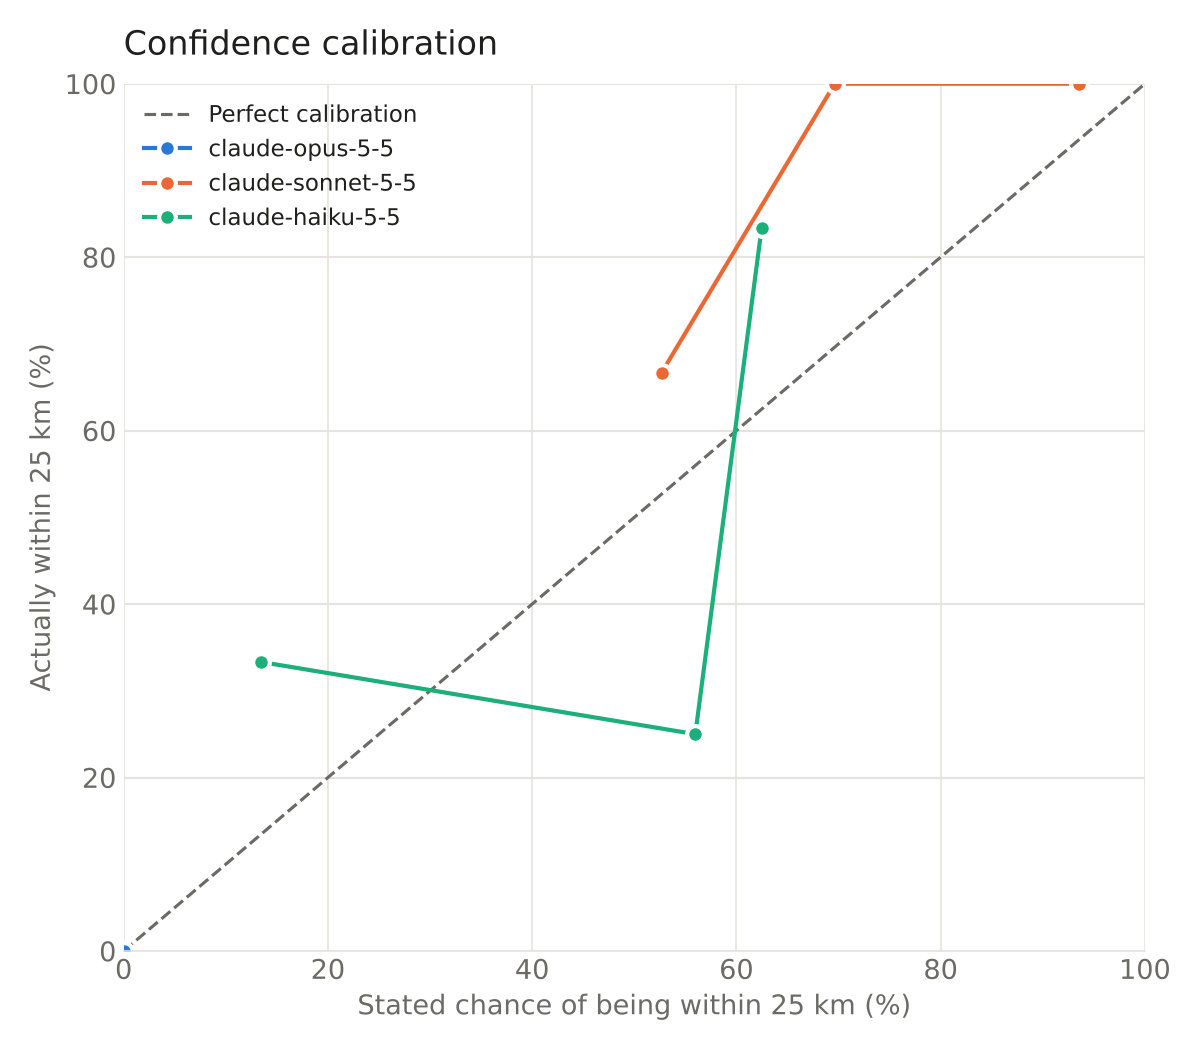 Confidence calibration
100
80
60
40
20
0
Actually within 25 km (%)
Perfect calibration
claude-opus-5-5
claude-sonnet-5-5
claude-haiku-5-5
0 20 40 60 80 100
Stated chance of being within 25 km (%)